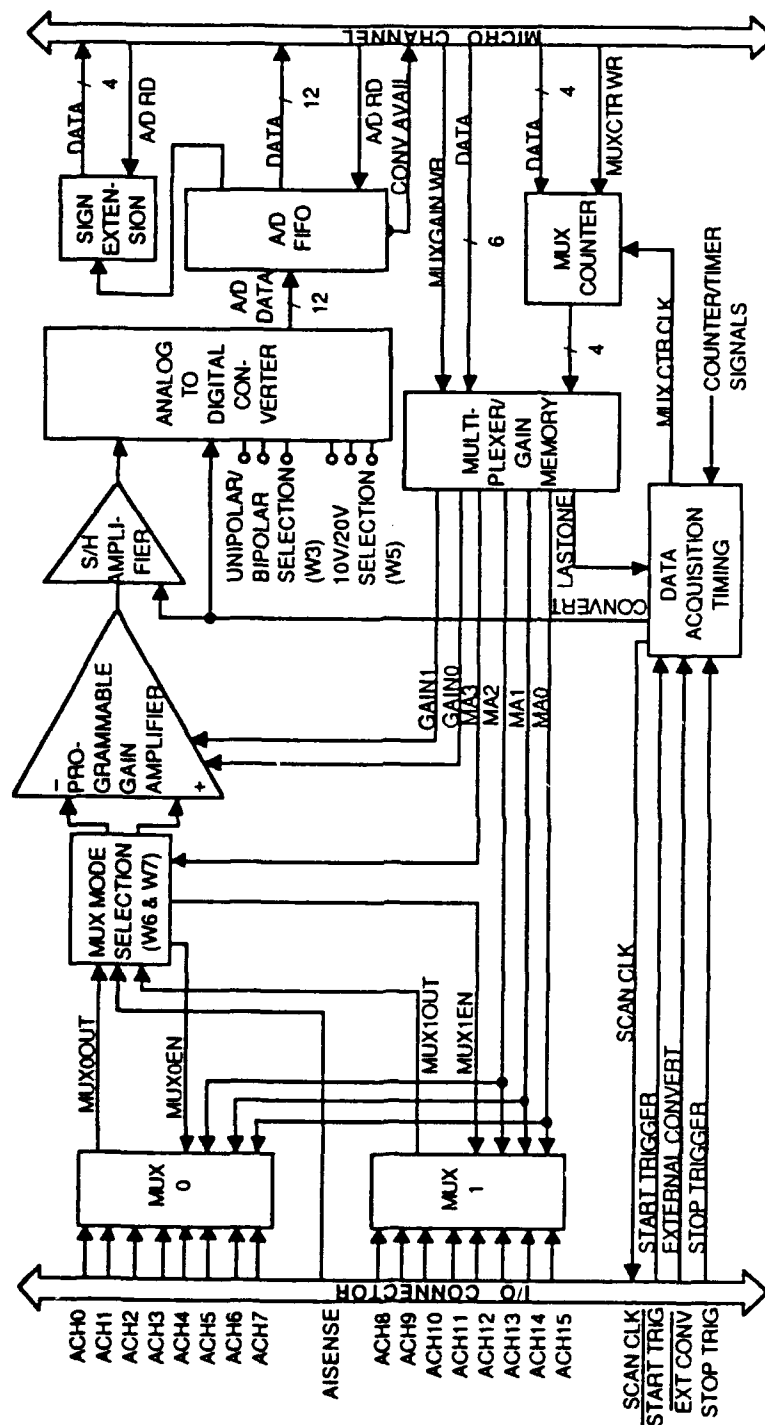 ACH0
ACH1
ACH2
ACH3
ACH4
ACH5
ACH6
ACH7
AISENSE
ACH8
ACH9
ACH10
ACH11
ACH12
ACH13
ACH14
ACH15
SCAN CLK
START TRIG
EXT CONV
STOP TRIG
I/O CONNECTOR
MUX
0
MUX
1
MUX0OUT
MUX0EN
MUX1OUT
MUX1EN
SCAN CLK
START TRIGGER
EXTERNAL CONVERT
STOP TRIGGER
MUX MODE
SELECTION
(W6 & W7)
−
PRO-
GRAMMABLE
GAIN
AMPLIFIER
+
GAIN1
GAIN0
MA3
MA2
MA1
MA0
S/H
AMPLI-
FIER
CONVERT
UNIPOLAR/
BIPOLAR
SELECTION
(W3)
10V/20V
SELECTION
(W5)
LASTONE
DATA
ACQUISITION
TIMING
ANALOG
TO
DIGITAL
CON-
VERTER
MULTI-
PLEXER/
GAIN
MEMORY
A/D
DATA
12
4
MUX CTR CLK
COUNTER/TIMER
SIGNALS
SIGN
EXTEN-
SION
A/D
FIFO
MUX
COUNTER
DATA
4
A/D RD
DATA
12
A/D RD
CONV AVAIL
MUXGAIN WR
DATA
6
DATA
4
MUXCTR WR
MICRO CHANNEL